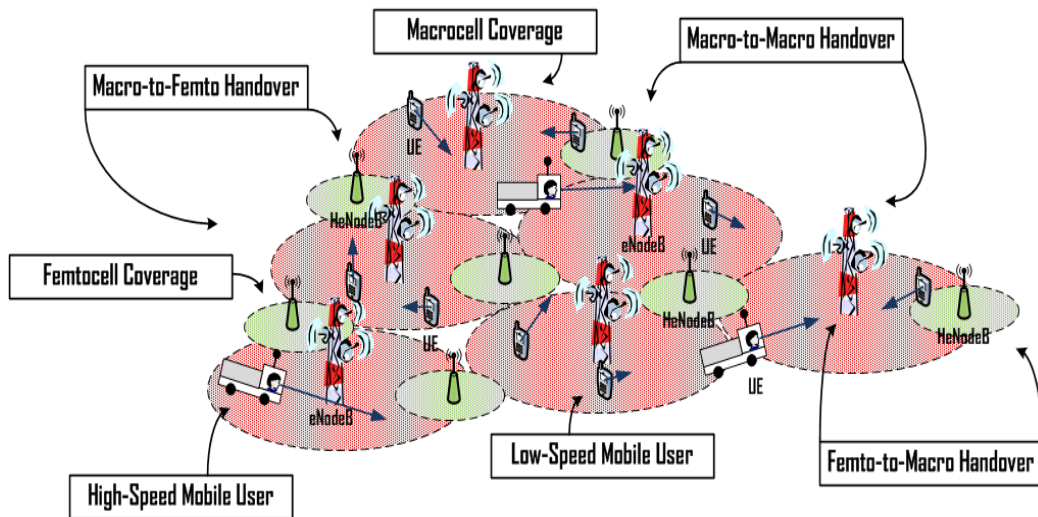 Macrocell Coverage
Macro-to-Macro Handover
Macro-to-Femto Handover
UE
HeNodeB
eNodeB
UE
Femtocell Coverage
HeNodeB
HeNodeB
UE
UE
eNodeB
Low-Speed Mobile User
Femto-to-Macro Handover
High-Speed Mobile User